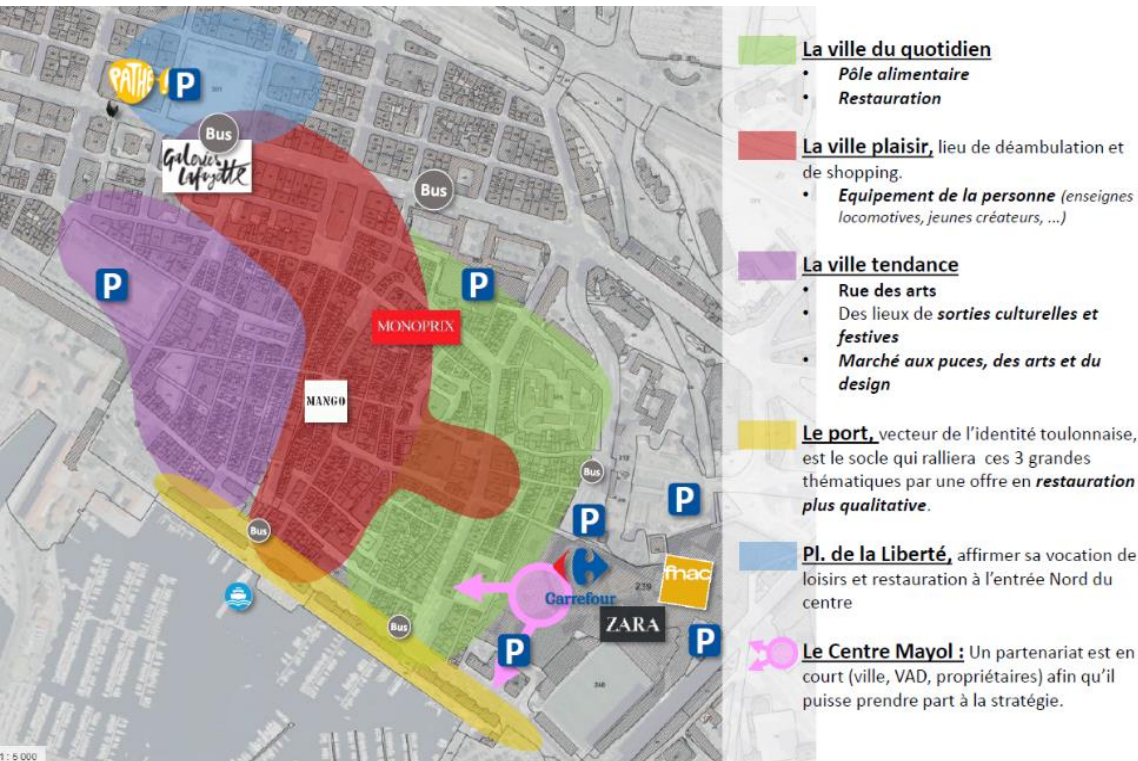 PATHE
P
Bus
Galeries
Lafayette
Bus
P
P
MONOPRIX
MANGO
Bus
P
P
Bus
Carrefour
fnac
ZARA
Bus
P
P
1 : 5 000
La ville du quotidien
• Pôle alimentaire
• Restauration
La ville plaisir, lieu de déambulation et
de shopping.
• Equipement de la personne (enseignes
locomotives, jeunes créateurs, ...)
La ville tendance
• Rue des arts
• Des lieux de sorties culturelles et
festives
• Marché aux puces, des arts et du
design
Le port, vecteur de l'identité toulonnaise,
est le socle qui ralliera ces 3 grandes
thématiques par une offre en restauration
plus qualitative.
Pl. de la Liberté, affirmer sa vocation de
loisirs et restauration à l'entrée Nord du
centre
Le Centre Mayol : Un partenariat est en
court (ville, VAD, propriétaires) afin qu'il
puisse prendre part à la stratégie.